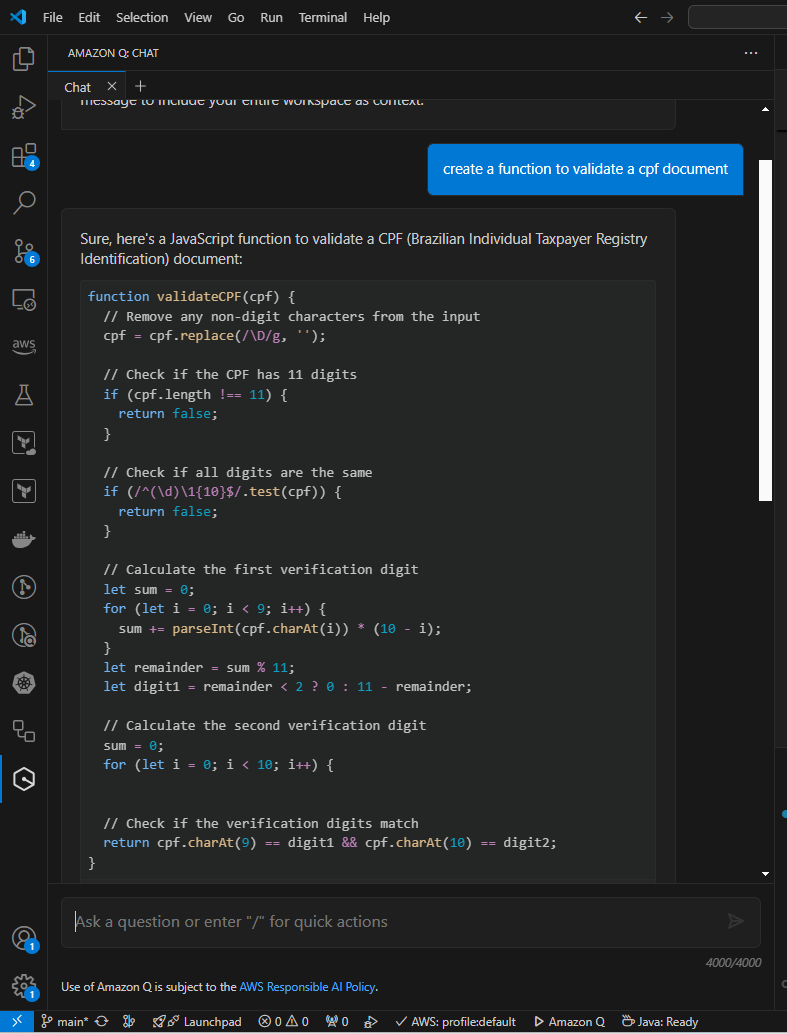 File Edit Selection View Go Run Terminal Help
AMAZON Q: CHAT
Chat
message to include your entire workspace as context.
create a function to validate a cpf document
Sure, here's a JavaScript function to validate a CPF (Brazilian Individual Taxpayer Registry
Identification) document:
function validateCPF(cpf) {
  // Remove any non-digit characters from the input
  cpf = cpf.replace(/\D/g, '');
  // Check if the CPF has 11 digits
  if (cpf.length !== 11) {
    return false;
  }
  // Check if all digits are the same
  if (/^(\d)\1{10}$/.test(cpf)) {
    return false;
  }
  // Calculate the first verification digit
  let sum = 0;
  for (let i = 0; i < 9; i++) {
    sum += parseInt(cpf.charAt(i)) * (10 - i);
  }
  let remainder = sum % 11;
  let digit1 = remainder < 2 ? 0 : 11 - remainder;
  // Calculate the second verification digit
  sum = 0;
  for (let i = 0; i < 10; i++) {
  // Check if the verification digits match
  return cpf.charAt(9) == digit1 && cpf.charAt(10) == digit2;
}
4
6
aws
1
1
Ask a question or enter "/" for quick actions
4000/4000
Use of Amazon Q is subject to the AWS Responsible AI Policy.
main* Launchpad 0 0 0 AWS: profile:default Amazon Q Java: Ready